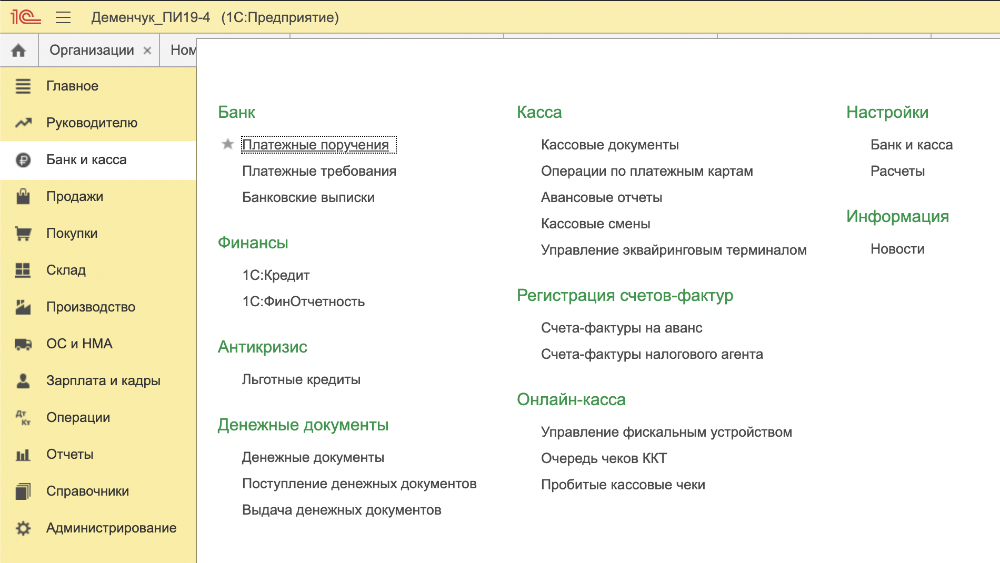 1С Деменчук_ПИ19-4 (1С:Предприятие)
Организации × Ном
Главное
Руководителю
Банк и касса
Продажи
Покупки
Склад
Производство
ОС и НМА
Зарплата и кадры
Дт Кт Операции
Отчеты
Справочники
Администрирование
Банк
Платежные поручения
Платежные требования
Банковские выписки
Финансы
1С:Кредит
1С:ФинОтчетность
Антикризис
Льготные кредиты
Денежные документы
Денежные документы
Поступление денежных документов
Выдача денежных документов
Касса
Кассовые документы
Операции по платежным картам
Авансовые отчеты
Кассовые смены
Управление эквайринговым терминалом
Регистрация счетов-фактур
Счета-фактуры на аванс
Счета-фактуры налогового агента
Онлайн-касса
Управление фискальным устройством
Очередь чеков ККТ
Пробитые кассовые чеки
Настройки
Банк и касса
Расчеты
Информация
Новости